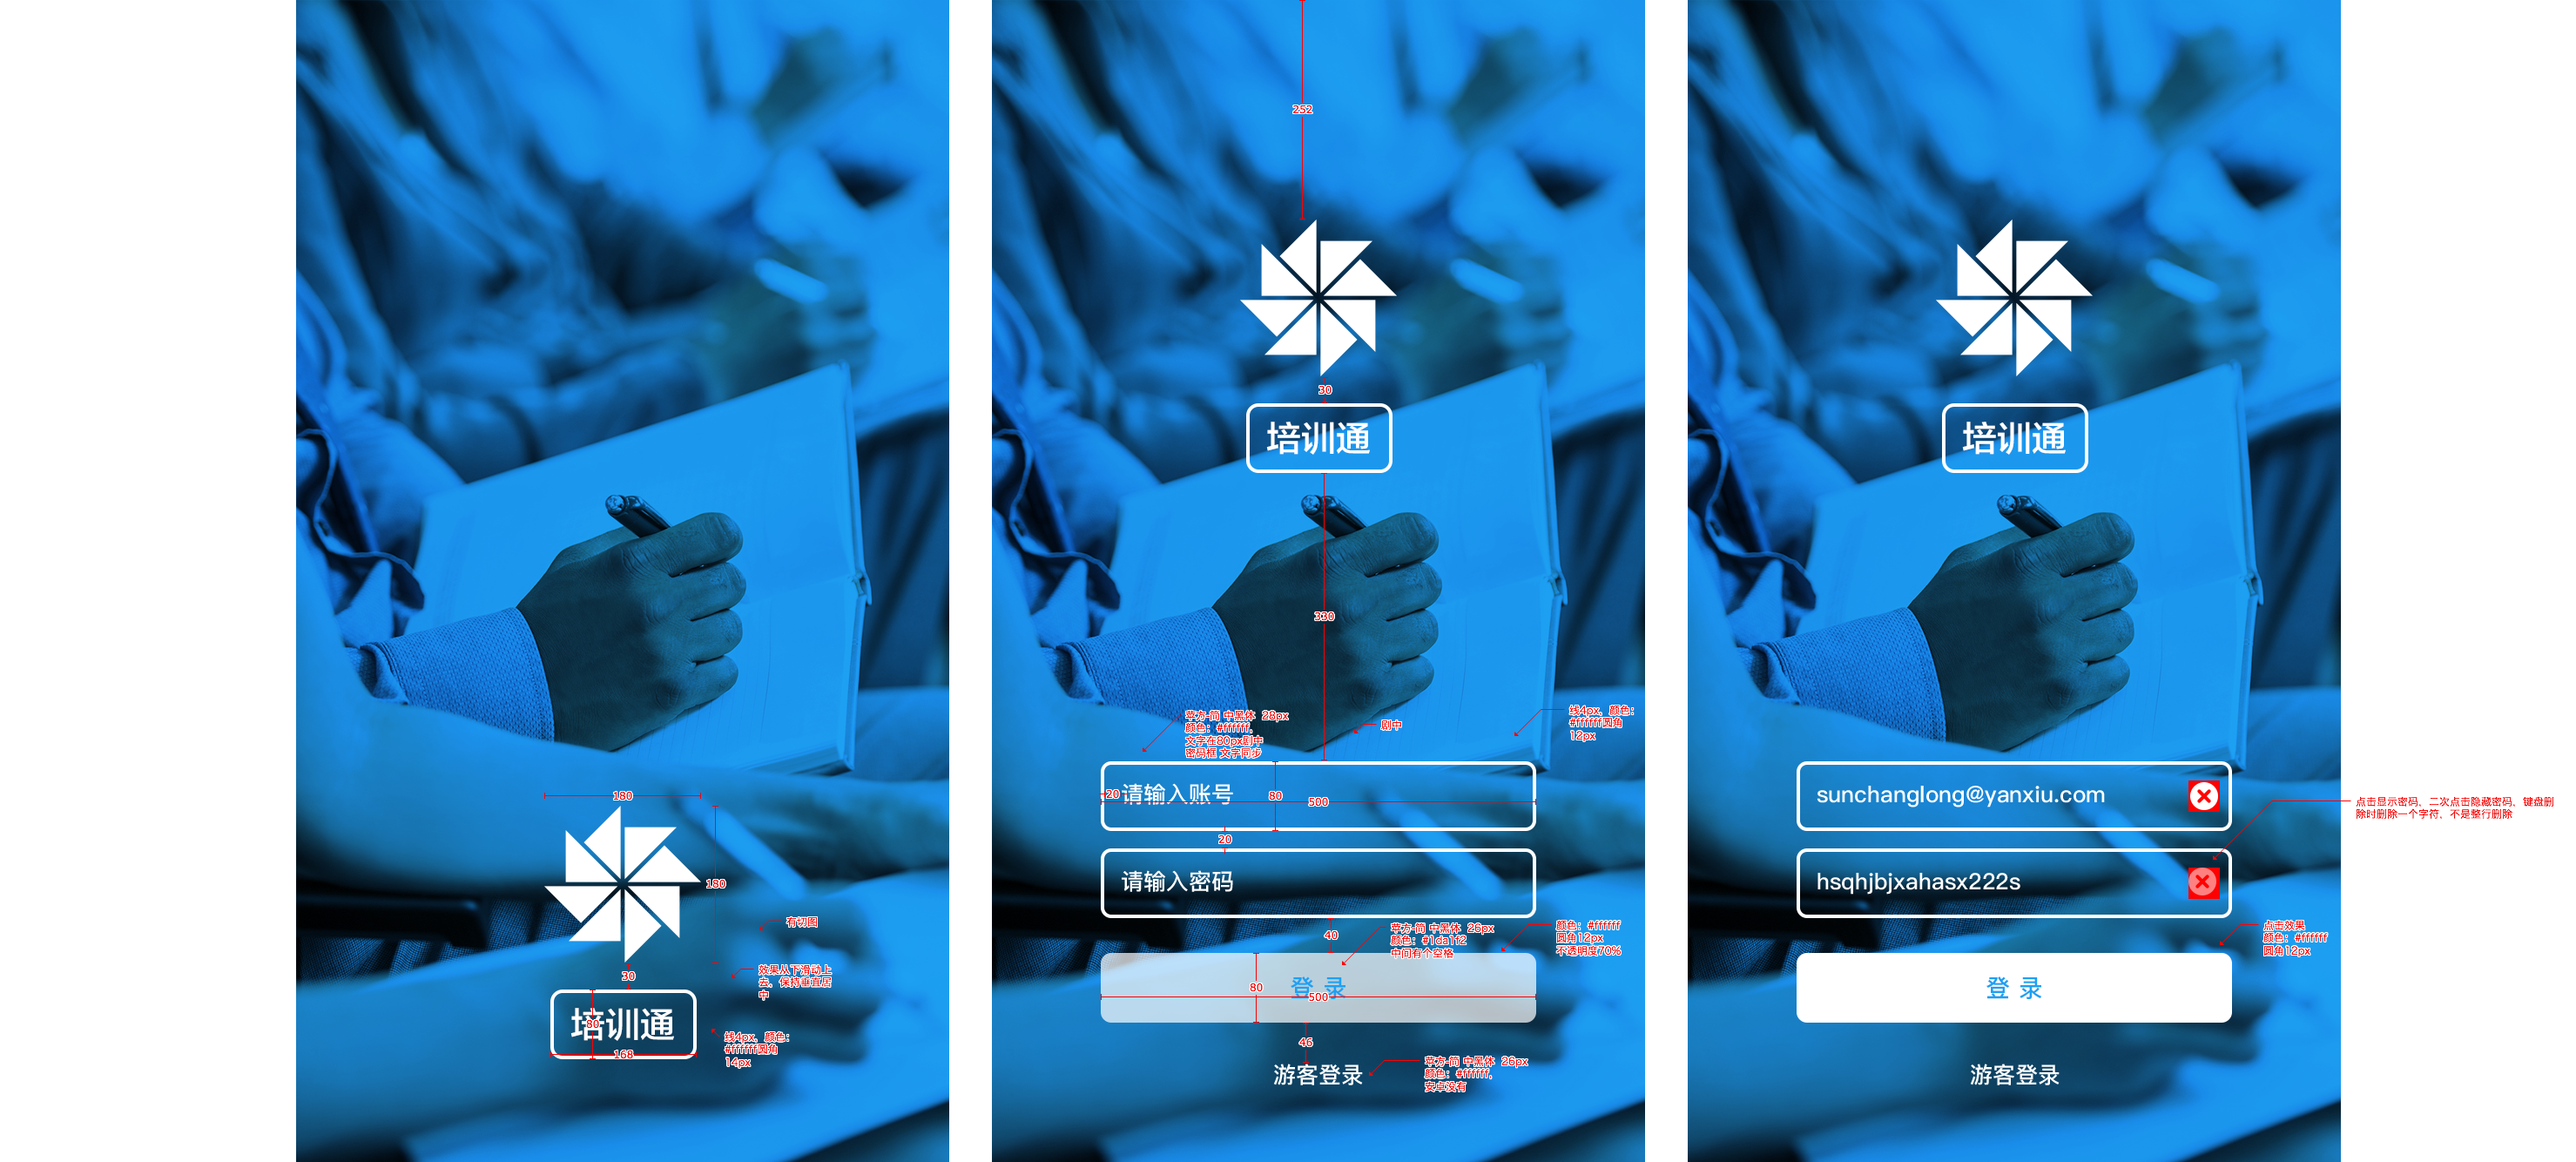 180
180
有切图
30
效果从下滑动上
去，保持垂直居
中
培训通
80
168
线4px，颜色：
#ffffff圆角
14px
252
30
培训通
330
苹方-简 中黑体 28px
颜色：#ffffff，
文字在80px剧中
密码框 文字同步
剧中
线4px，颜色：
#ffffff圆角
12px
20
请输入账号
80
500
20
请输入密码
40
苹方-简 中黑体 26px
颜色：#1da1f2
中间有个空格
颜色：#ffffff
圆角12px
不透明度70%
登 录
80
500
46
游客登录
苹方-简 中黑体 26px
颜色：#ffffff，
安卓没有
培训通
sunchanglong@yanxiu.com
点击显示密码，二次点击隐藏密码，键盘删
除时删除一个字符，不是整行删除
hsqhjbjxahasx222s
点击效果
颜色：#ffffff
圆角12px
登 录
游客登录